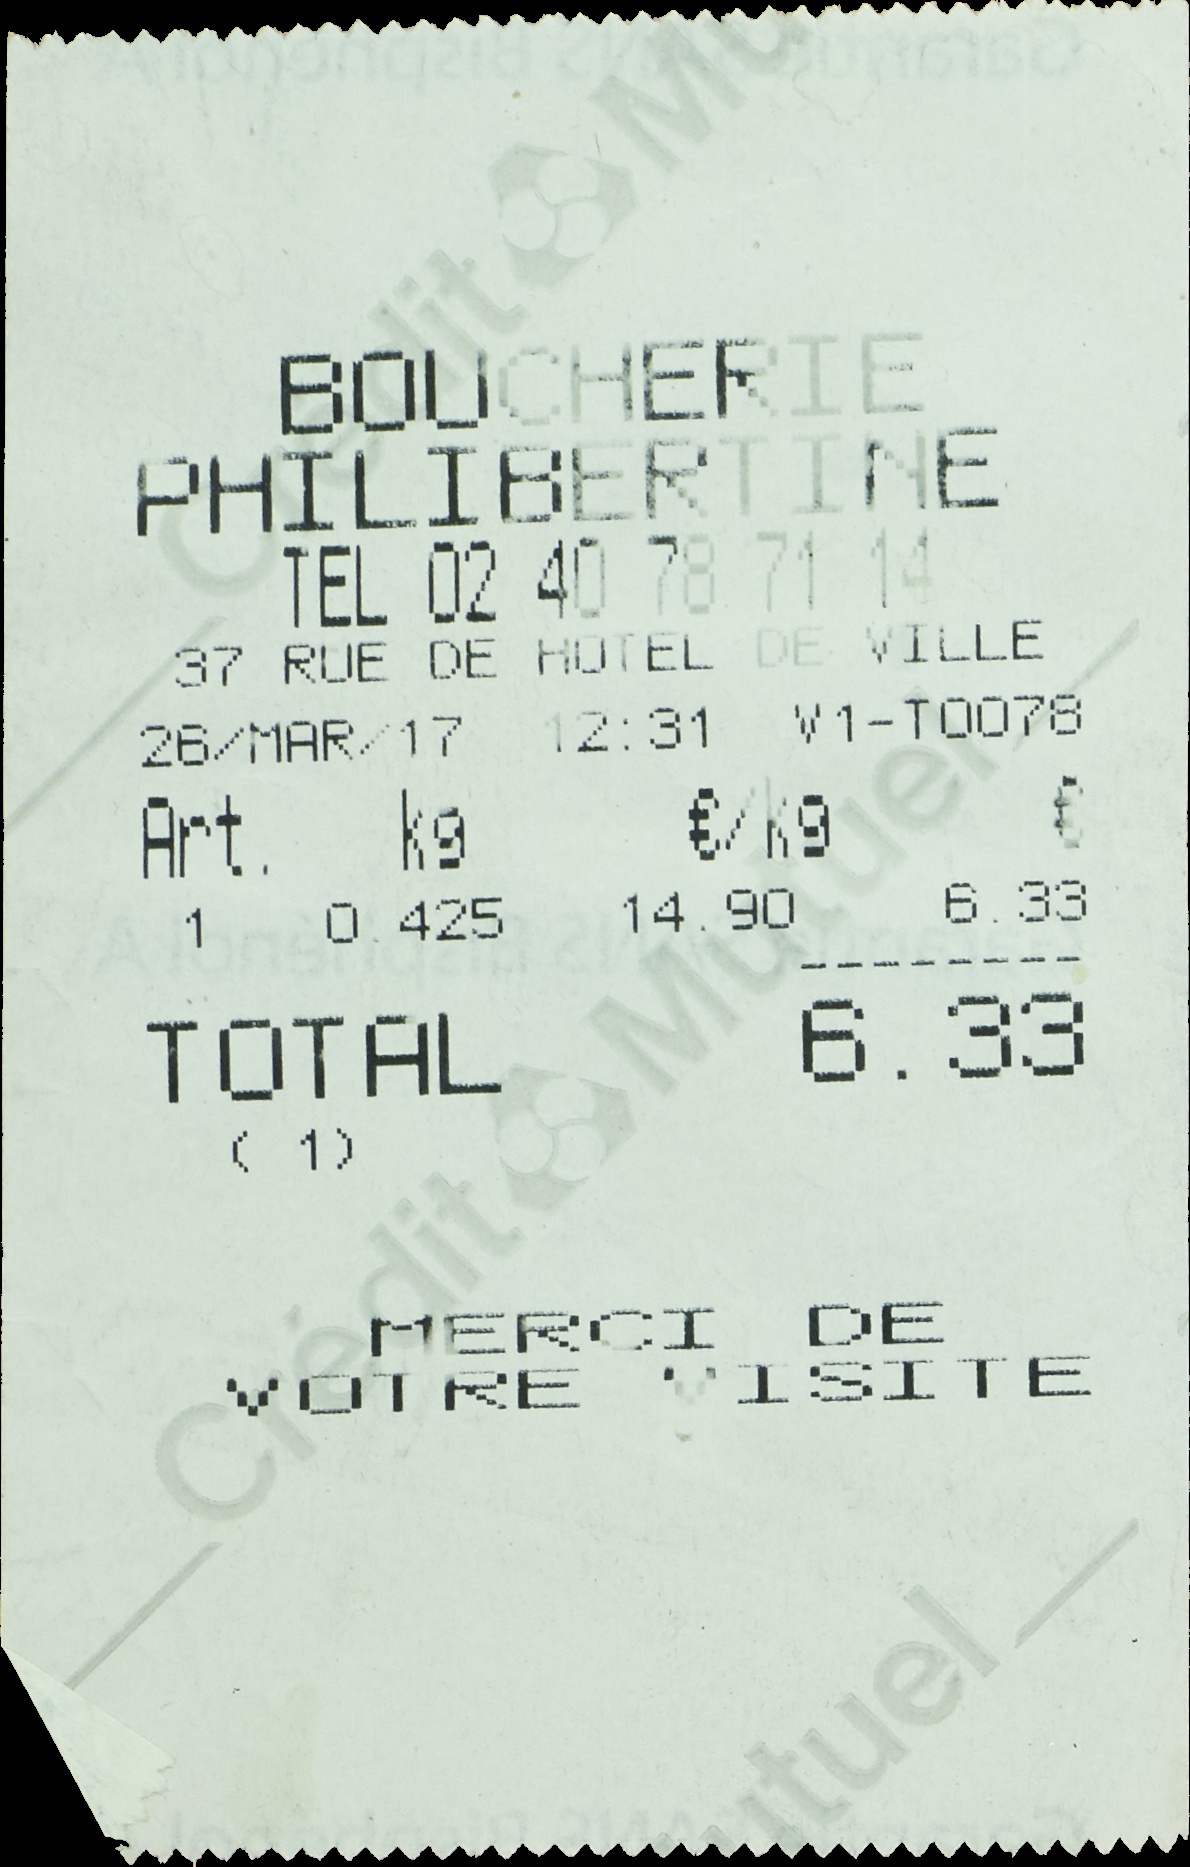 BOUCHERIE
PHILIBERTINE
TEL 02 40 78 71 14
37 RUE DE HOTEL DE VILLE
26/MAR/17 12:31 V1-T0078
Art. kg €/kg €
1 0.425 14.90 6.33
--------
TOTAL 6.33
( 1)
MERCI DE
VOTRE VISITE
Crédit Mutuel
Crédit Mutuel
Mutuel